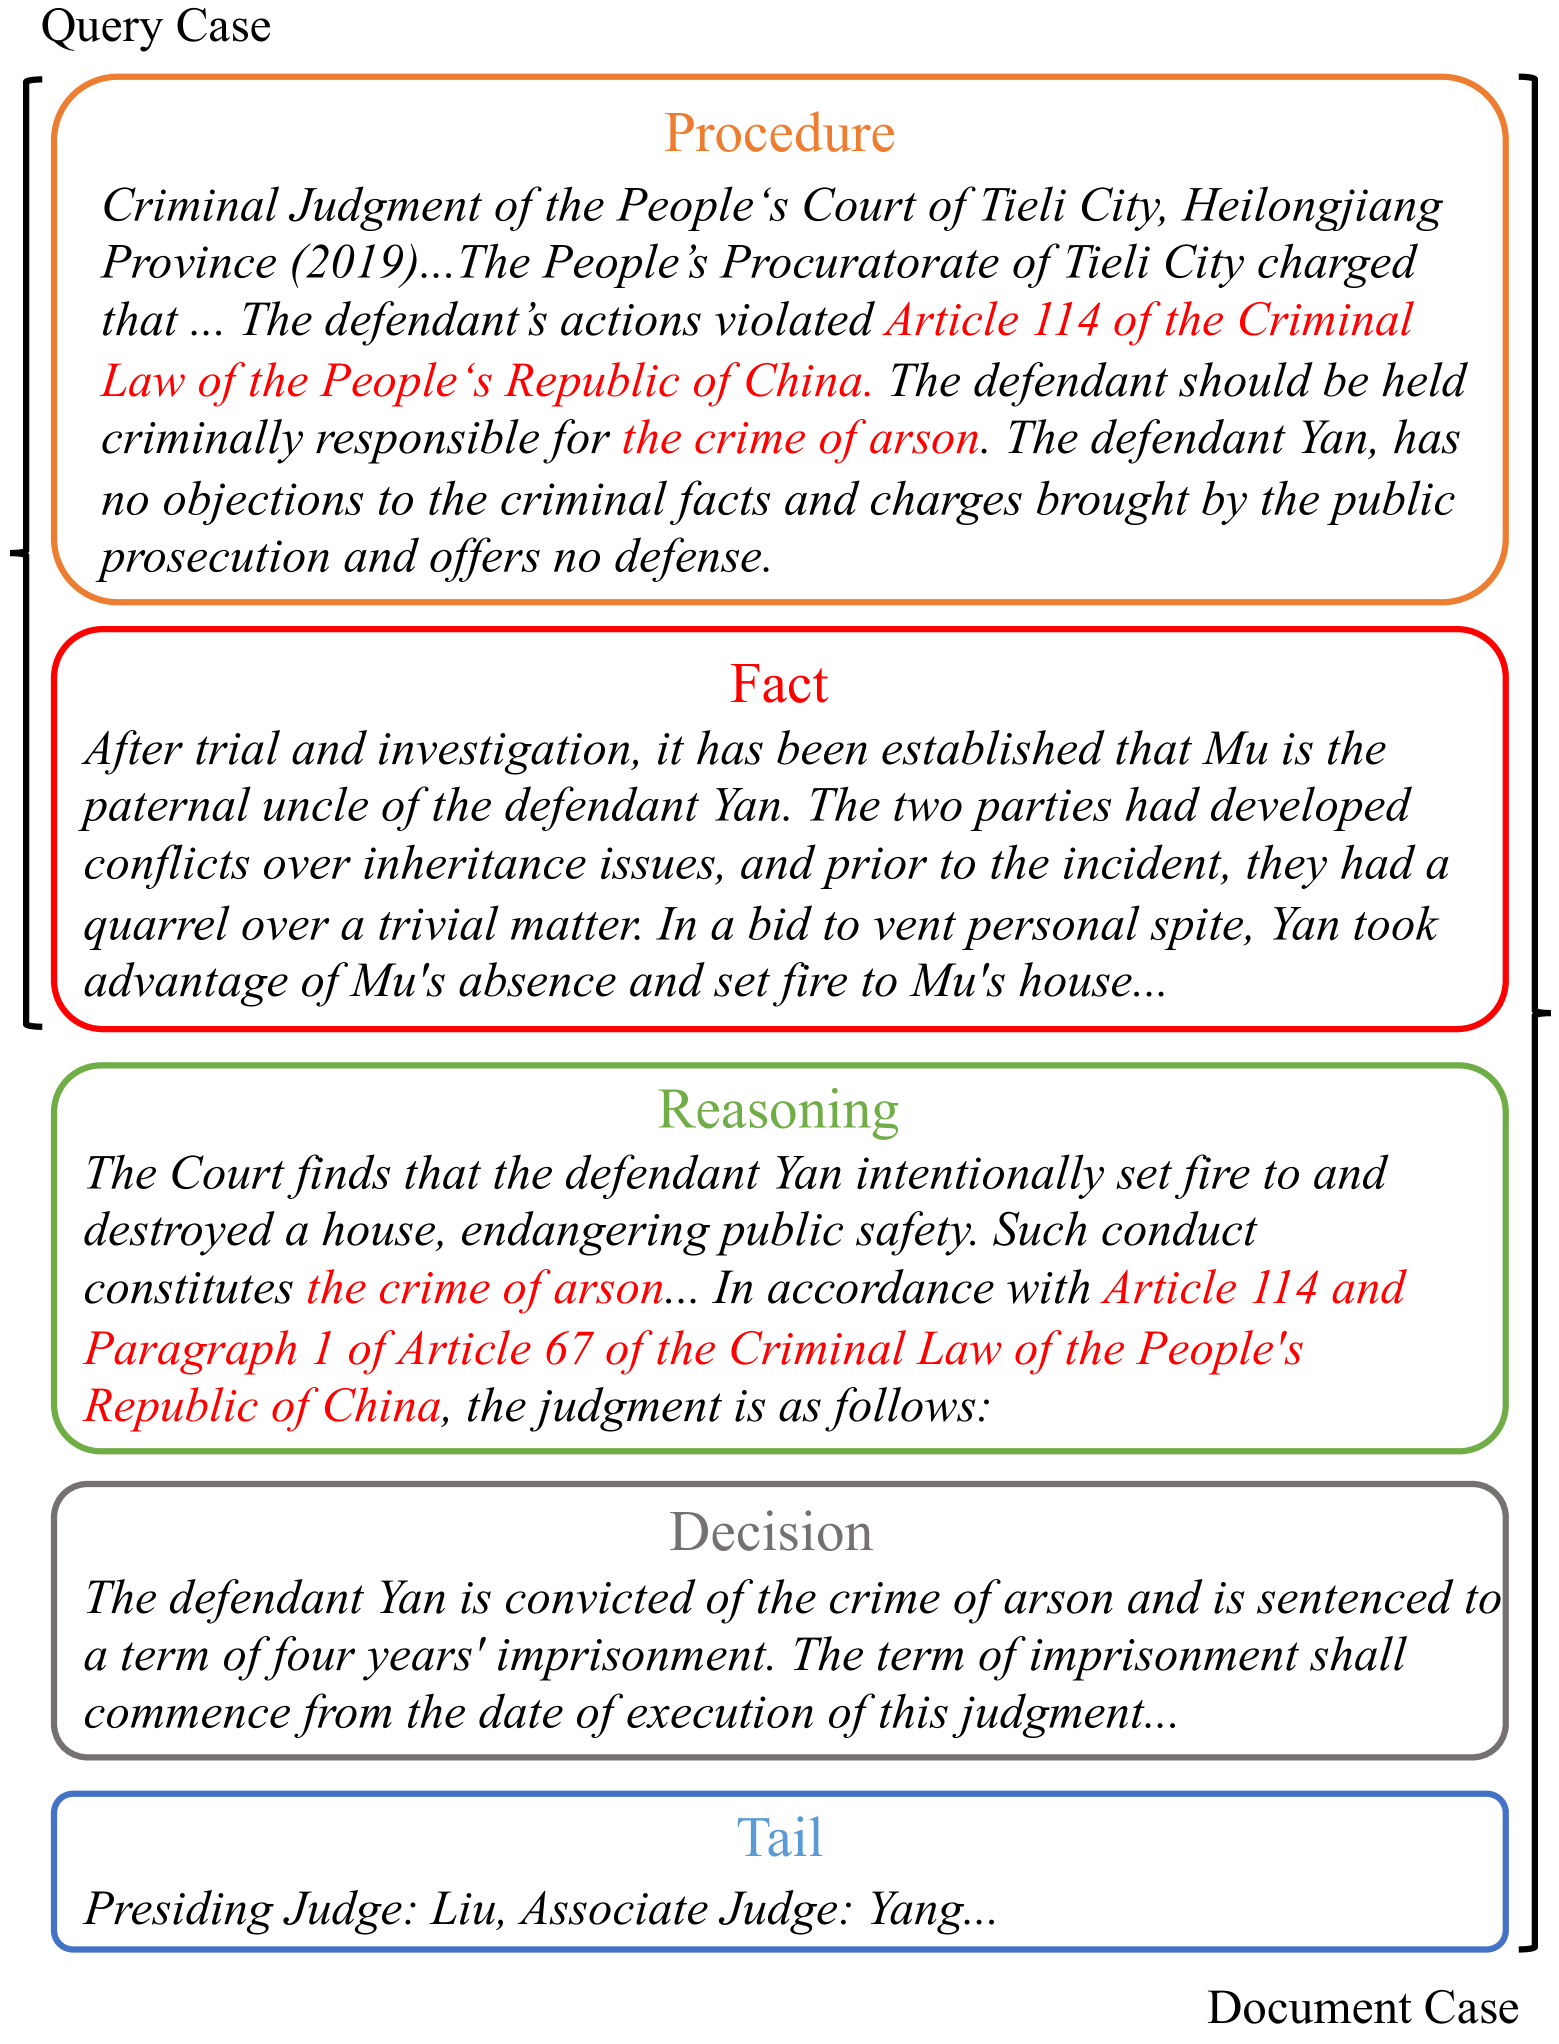 Query Case
Procedure
Criminal Judgment of the People‘s Court of Tieli City, Heilongjiang
Province (2019)...The People’s Procuratorate of Tieli City charged
that ... The defendant’s actions violated Article 114 of the Criminal
Law of the People‘s Republic of China. The defendant should be held
criminally responsible for the crime of arson. The defendant Yan, has
no objections to the criminal facts and charges brought by the public
prosecution and offers no defense.
Fact
After trial and investigation, it has been established that Mu is the
paternal uncle of the defendant Yan. The two parties had developed
conflicts over inheritance issues, and prior to the incident, they had a
quarrel over a trivial matter. In a bid to vent personal spite, Yan took
advantage of Mu's absence and set fire to Mu's house...
Reasoning
The Court finds that the defendant Yan intentionally set fire to and
destroyed a house, endangering public safety. Such conduct
constitutes the crime of arson... In accordance with Article 114 and
Paragraph 1 of Article 67 of the Criminal Law of the People's
Republic of China, the judgment is as follows:
Decision
The defendant Yan is convicted of the crime of arson and is sentenced to
a term of four years' imprisonment. The term of imprisonment shall
commence from the date of execution of this judgment...
Tail
Presiding Judge: Liu, Associate Judge: Yang...
Document Case